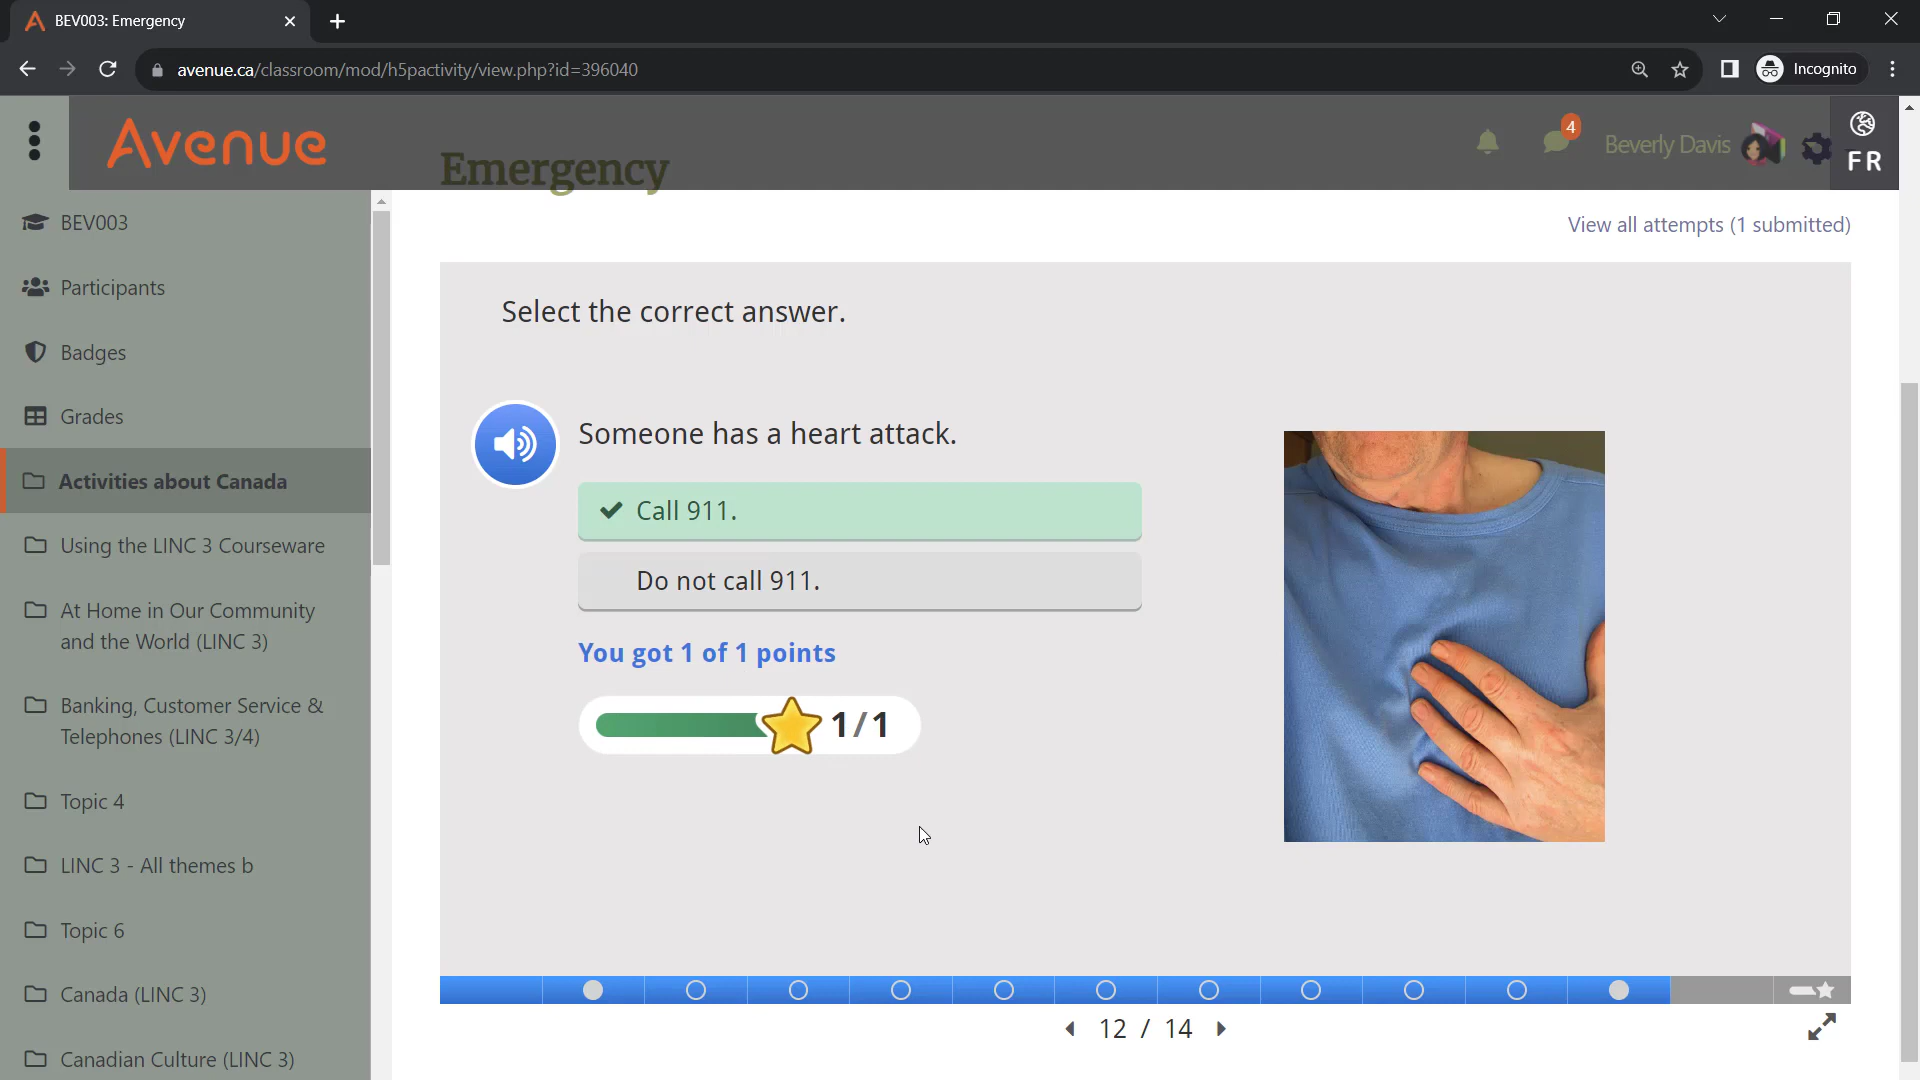 BEV003: Emergency
avenue.ca/classroom/mod/h5pactivity/view.php?id=396040
Incognito
Avenue
Emergency
4
Beverly Davis
FR
BEV003
Participants
Badges
Grades
Activities about Canada
Using the LINC 3 Courseware
At Home in Our Community
and the World (LINC 3)
Banking, Customer Service &
Telephones (LINC 3/4)
Topic 4
LINC 3 - All themes b
Topic 6
Canada (LINC 3)
Canadian Culture (LINC 3)
View all attempts (1 submitted)
Select the correct answer.
Someone has a heart attack.
Call 911.
Do not call 911.
You got 1 of 1 points
1/1
12 / 14